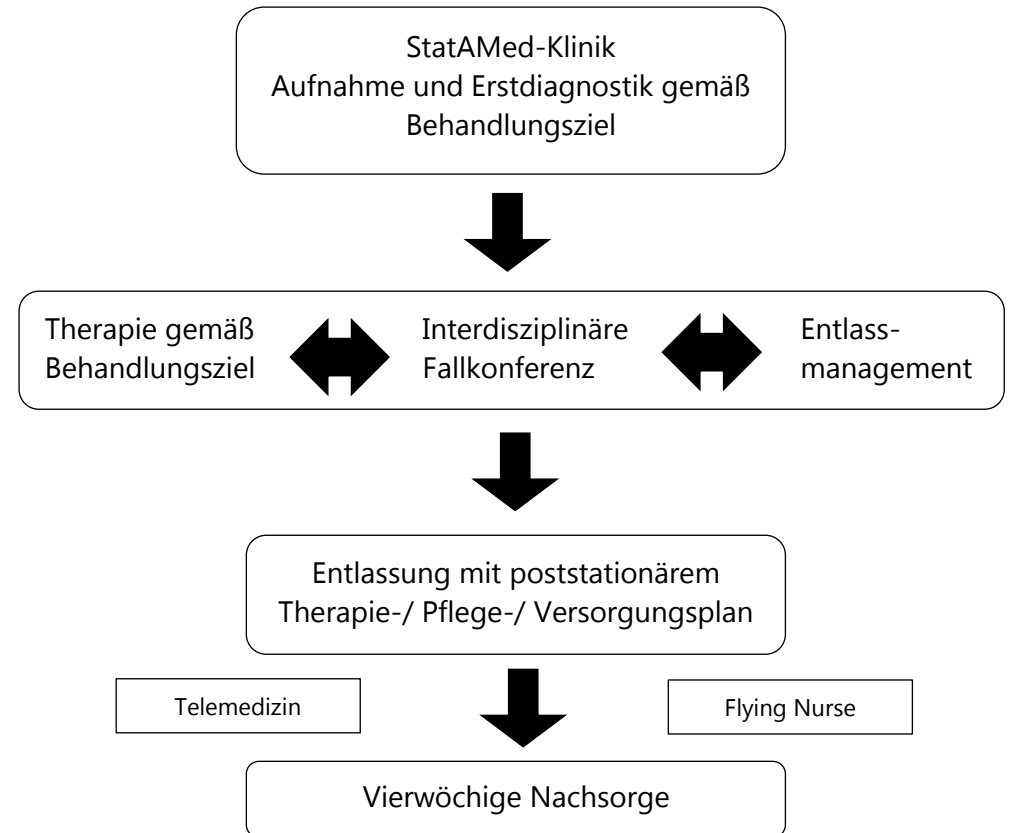 StatAMed-Klinik
Aufnahme und Erstdiagnostik gemäß
Behandlungsziel
Therapie gemäß
Behandlungsziel
Interdisziplinäre
Fallkonferenz
Entlass-
management
Entlassung mit poststationärem
Therapie-/ Pflege-/ Versorgungsplan
Telemedizin
Flying Nurse
Vierwöchige Nachsorge